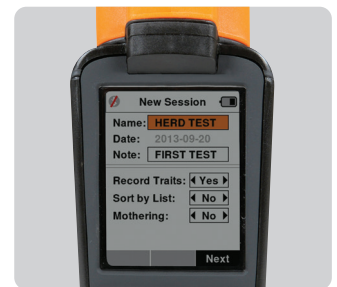 New Session
Name: HERD TEST
Date: 2013-09-20
Note: FIRST TEST
Record Traits: Yes
Sort by List: No
Mothering: No
Next